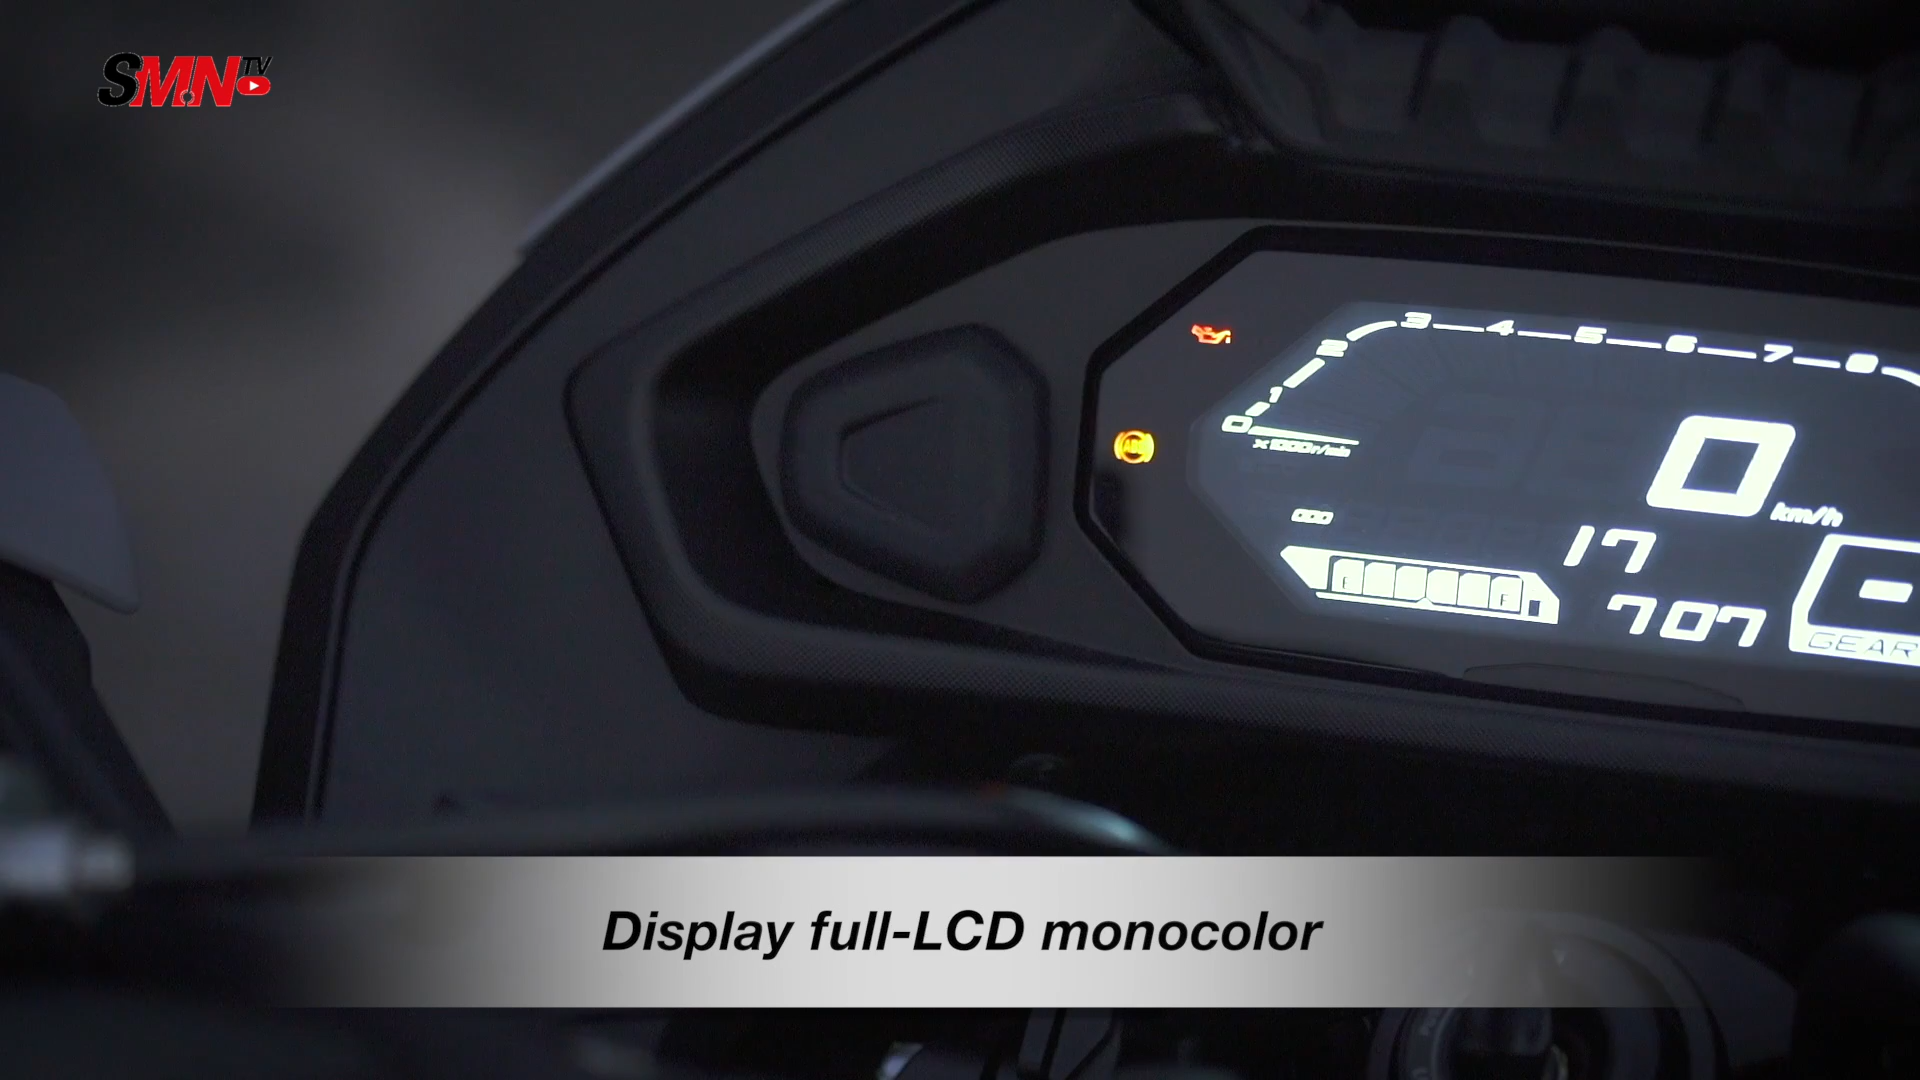 SMN TV
3 4 5 6 7 8
2
1
0
x1000r/min
0
km/h
ABS
17
E F
707
GEAR
Display full-LCD monocolor